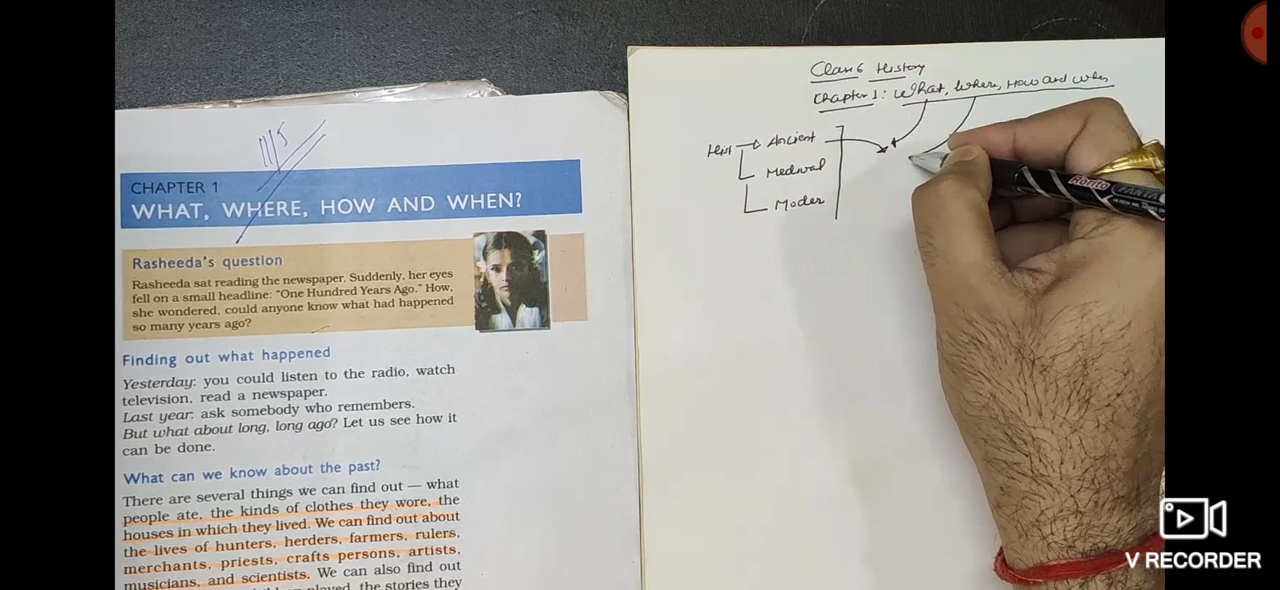 CHAPTER 1
WHAT, WHERE, HOW AND WHEN?
Rasheeda's question
Rasheeda sat reading the newspaper. Suddenly, her eyes
fell on a small headline: "One Hundred Years Ago." How,
she wondered, could anyone know what had happened
so many years ago?
Finding out what happened
Yesterday: you could listen to the radio, watch
television, read a newspaper.
Last year: ask somebody who remembers.
But what about long, long ago? Let us see how it
can be done.
What can we know about the past?
There are several things we can find out — what
people ate, the kinds of clothes they wore, the
houses in which they lived. We can find out about
the lives of hunters, herders, farmers, rulers,
merchants, priests, crafts persons, artists,
musicians, and scientists. We can also find out
played, the stories they
Class 6 History
Chapter 1: What, Where, How and When
Hist Ancient
Medival
Moder
V RECORDER